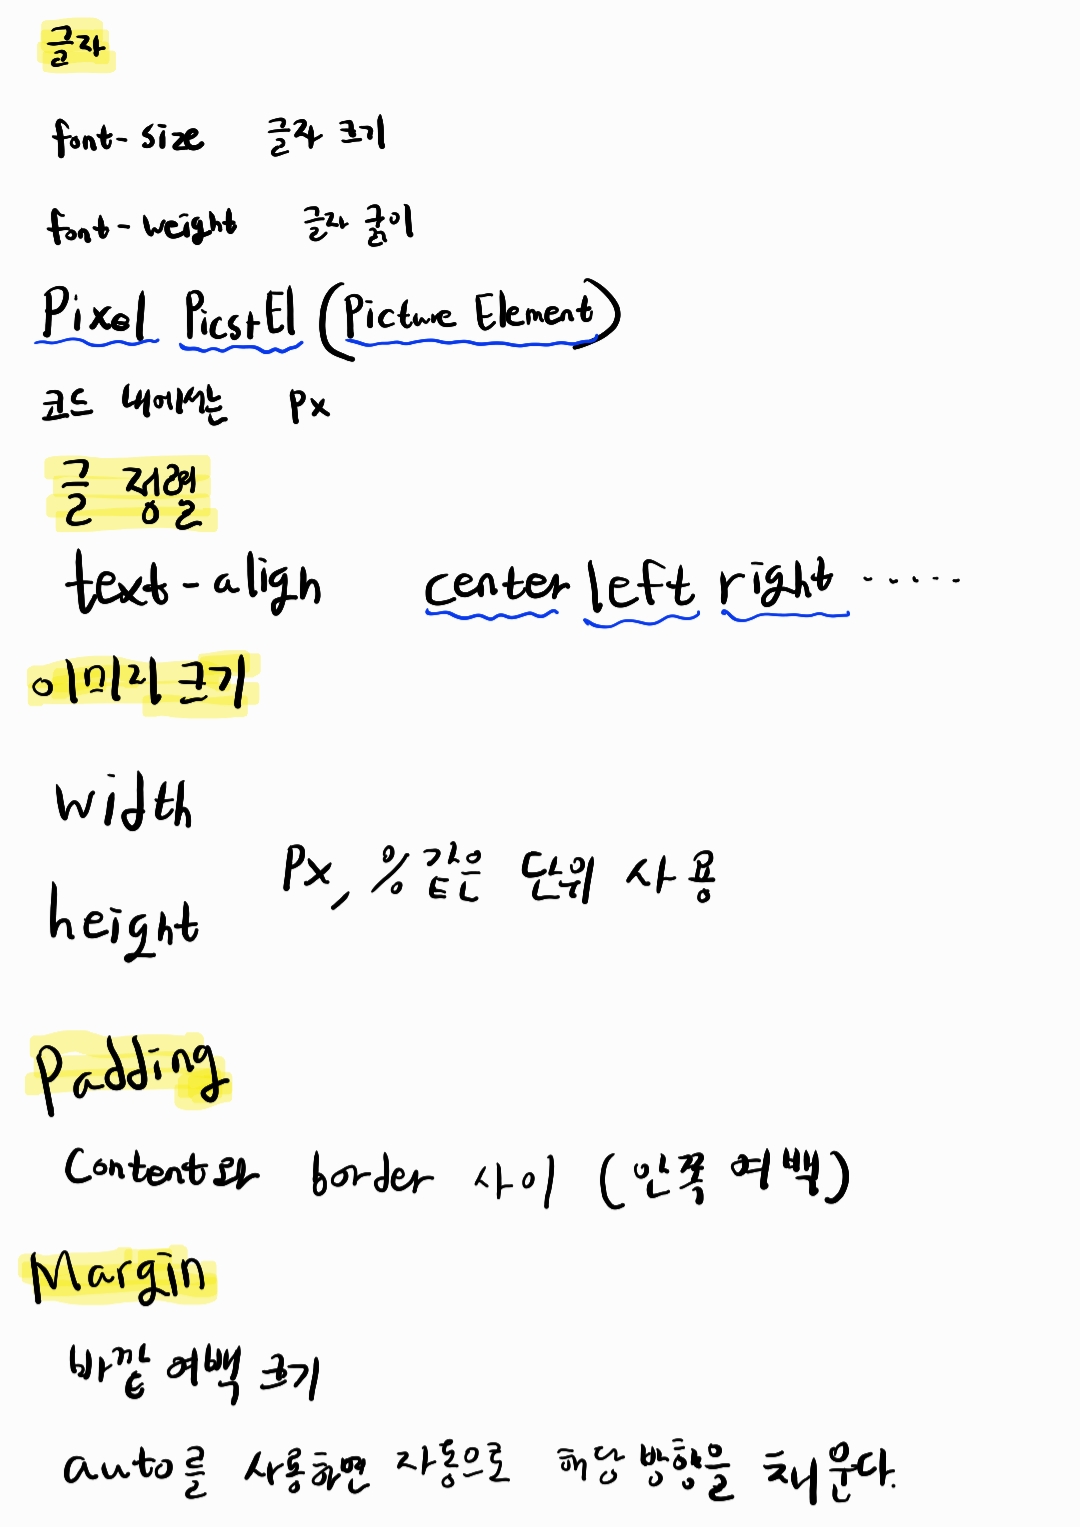 글자
font-size 글자 크기
font-weight 글자 굵이
Pixel PicstEl (Picture Element)
코드 내에서는 Px
글 정렬
text-align center left right .....
이미지 크기
width
Px, % 같은 단위 사용
height
Padding
Content와 border 사이 (안쪽 여백)
Margin
바깥 여백 크기
auto를 사용하면 자동으로 해당 방향을 채운다.